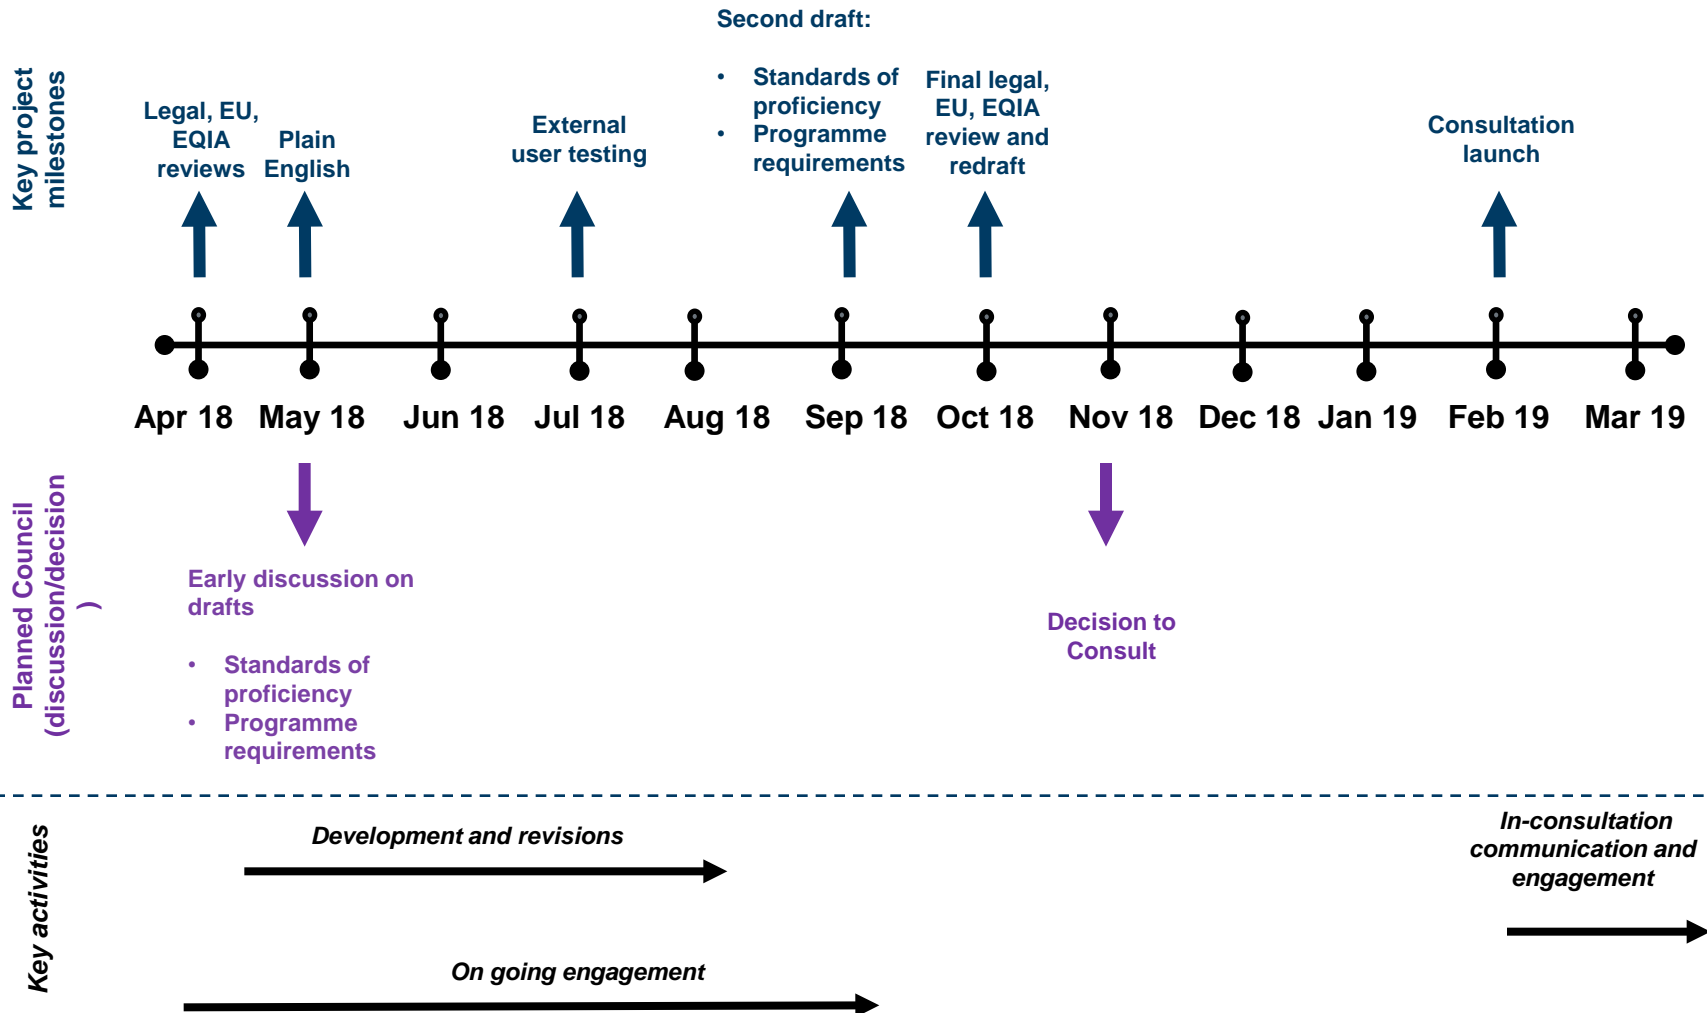 Key project
milestones
Legal, EU,
EQIA
reviews
Plain
English
External
user testing
Second draft:
• Standards of
proficiency
• Programme
requirements
Final legal,
EU, EQIA
review and
redraft
Consultation
launch
Apr 18 May 18 Jun 18 Jul 18 Aug 18 Sep 18 Oct 18 Nov 18 Dec 18 Jan 19 Feb 19 Mar 19
Planned Council
(discussion/decision
)
Early discussion on
drafts
• Standards of
proficiency
• Programme
requirements
Decision to
Consult
Key activities
Development and revisions
On going engagement
In-consultation
communication and
engagement